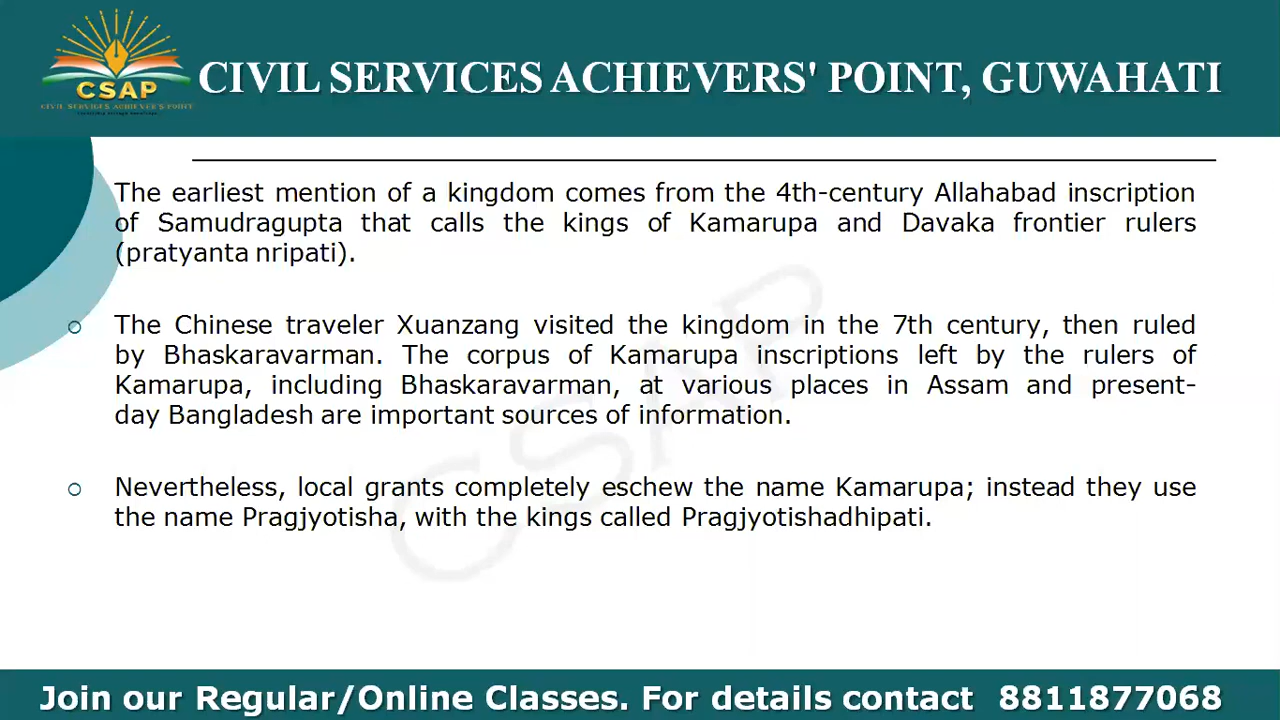 CSAP
CIVIL SERVICES ACHIEVER'S POINT
CIVIL SERVICES ACHIEVERS' POINT, GUWAHATI
The earliest mention of a kingdom comes from the 4th-century Allahabad inscription
of Samudragupta that calls the kings of Kamarupa and Davaka frontier rulers
(pratyanta nripati).
The Chinese traveler Xuanzang visited the kingdom in the 7th century, then ruled
by Bhaskaravarman. The corpus of Kamarupa inscriptions left by the rulers of
Kamarupa, including Bhaskaravarman, at various places in Assam and present-
day Bangladesh are important sources of information.
Nevertheless, local grants completely eschew the name Kamarupa; instead they use
the name Pragjyotisha, with the kings called Pragjyotishadhipati.
CSAP
Join our Regular/Online Classes. For details contact 8811877068